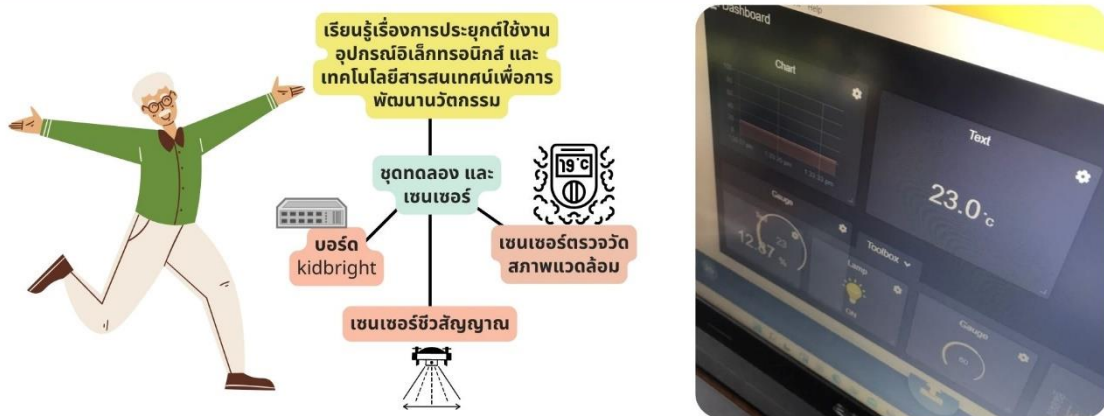 เรียนรู้เรื่องการประยุกต์ใช้งาน
อุปกรณ์อิเล็กทรอนิกส์ และ
เทคโนโลยีสารสนเทศน์เพื่อการ
พัฒนานวัตกรรม
ชุดทดลอง และ
เซนเซอร์
19°C
บอร์ด
kidbright
เซนเซอร์ตรวจวัด
สภาพแวดล้อม
เซนเซอร์ชีวสัญญาณ
Help
Dashboard
Chart
Text
23.0°C
Gauge
23
12.87 %
Toolbox
Lamp
ON
Gauge
80